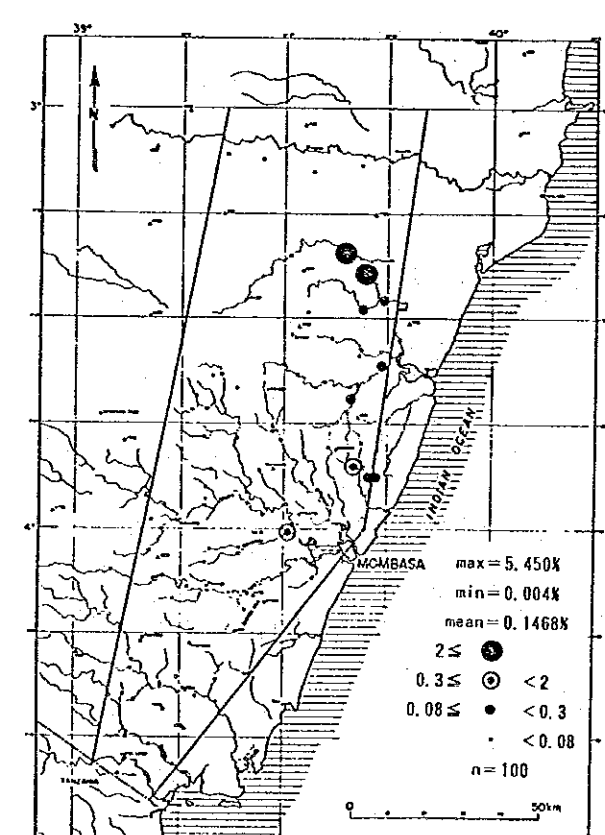 39°
40°
3°
N
4°
INDIAN OCEAN
MOMBASA
max=5.450%
min=0.004%
mean=0.1468%
2≤
0.3≤ <2
0.08≤ <0.3
<0.08
n=100
TANZANIA
0 50km